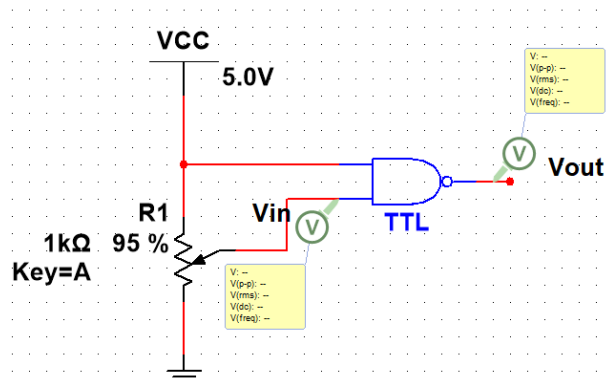 VCC
5.0V
V: --
V(p-p): --
V(rms): --
V(dc): --
V(freq): --
V
Vout
R1
Vin
V
TTL
1kΩ 95 %
Key=A
V: --
V(p-p): --
V(rms): --
V(dc): --
V(freq): --